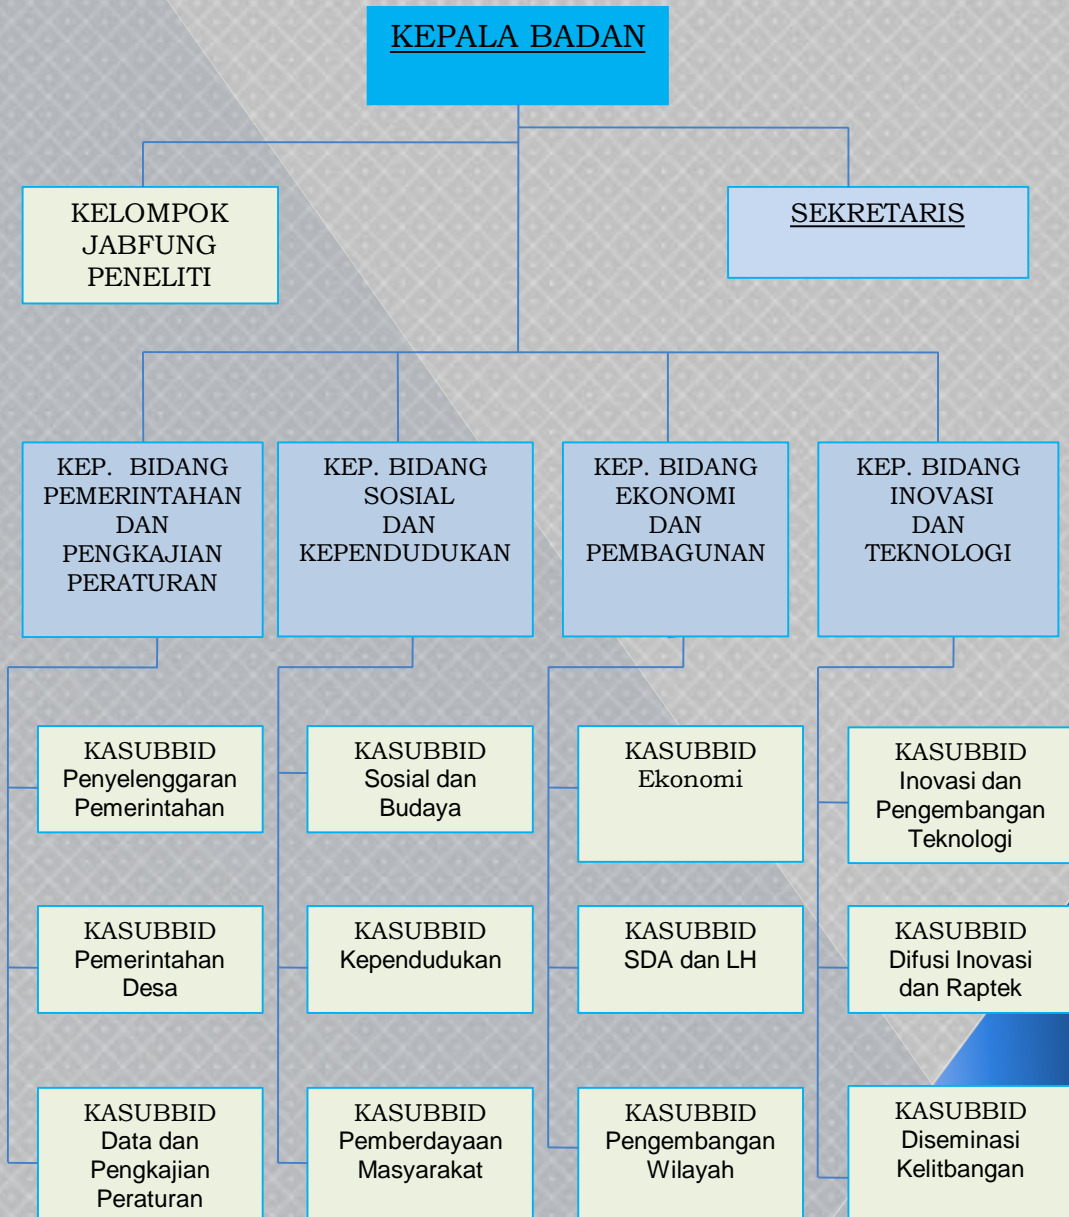 KEPALA BADAN
KELOMPOK
JABFUNG
PENELITI
SEKRETARIS
KEP. BIDANG
PEMERINTAHAN
DAN
PENGKAJIAN
PERATURAN
KEP. BIDANG
SOSIAL
DAN
KEPENDUDUKAN
KEP. BIDANG
EKONOMI
DAN
PEMBAGUNAN
KEP. BIDANG
INOVASI
DAN
TEKNOLOGI
KASUBBID
Penyelenggaran
Pemerintahan
KASUBBID
Sosial dan
Budaya
KASUBBID
Ekonomi
KASUBBID
Inovasi dan
Pengembangan
Teknologi
KASUBBID
Pemerintahan
Desa
KASUBBID
Kependudukan
KASUBBID
SDA dan LH
KASUBBID
Difusi Inovasi
dan Raptek
KASUBBID
Data dan
Pengkajian
Peraturan
KASUBBID
Pemberdayaan
Masyarakat
KASUBBID
Pengembangan
Wilayah
KASUBBID
Diseminasi
Kelitbangan